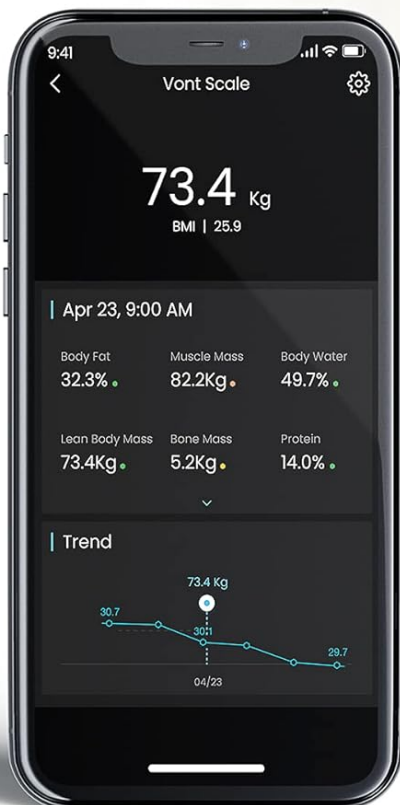 9:41
Vont Scale
73.4 Kg
BMI | 25.9
Apr 23, 9:00 AM
Body Fat Muscle Mass Body Water
32.3% 82.2Kg 49.7%
Lean Body Mass Bone Mass Protein
73.4Kg 5.2Kg 14.0%
Trend
73.4 Kg
30.7
30.1
29.7
04/23